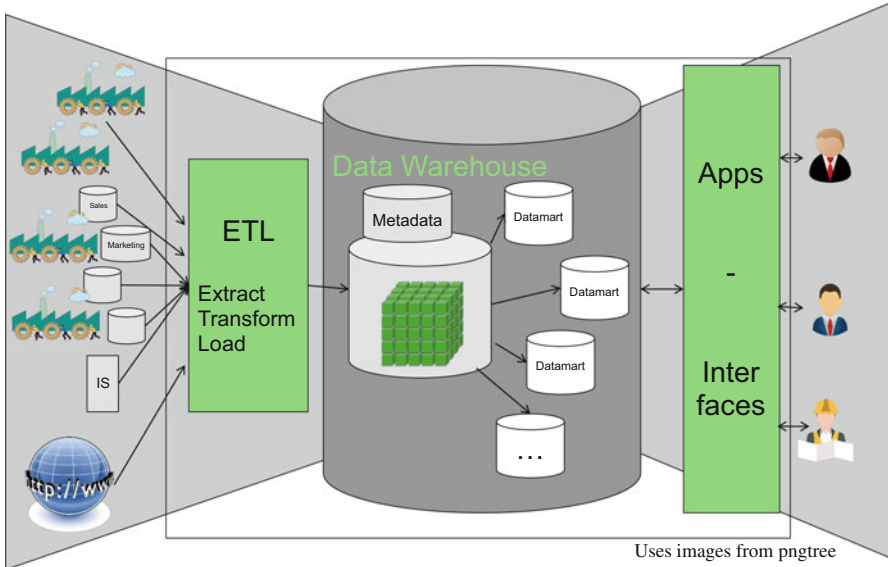 Sales
Marketing
IS
http://ww
ETL
Extract
Transform
Load
Data Warehouse
Metadata
Datamart
Datamart
Datamart
...
Apps
-
Inter
faces
Uses images from pngtree